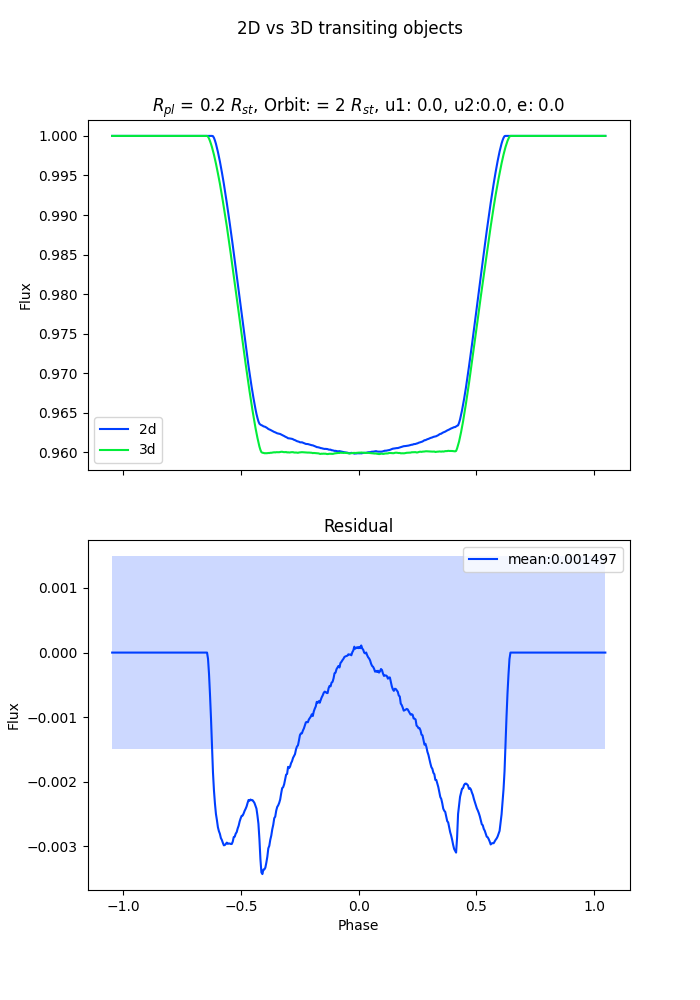 2D vs 3D transiting objects
R_pl = 0.2 R_st, Orbit: = 2 R_st, u1: 0.0, u2:0.0, e: 0.0
1.000
0.995
0.990
0.985
0.980
0.975
0.970
0.965
0.960
Flux
2d
3d
Residual
mean:0.001497
0.001
0.000
−0.001
−0.002
−0.003
Flux
−1.0 −0.5 0.0 0.5 1.0
Phase